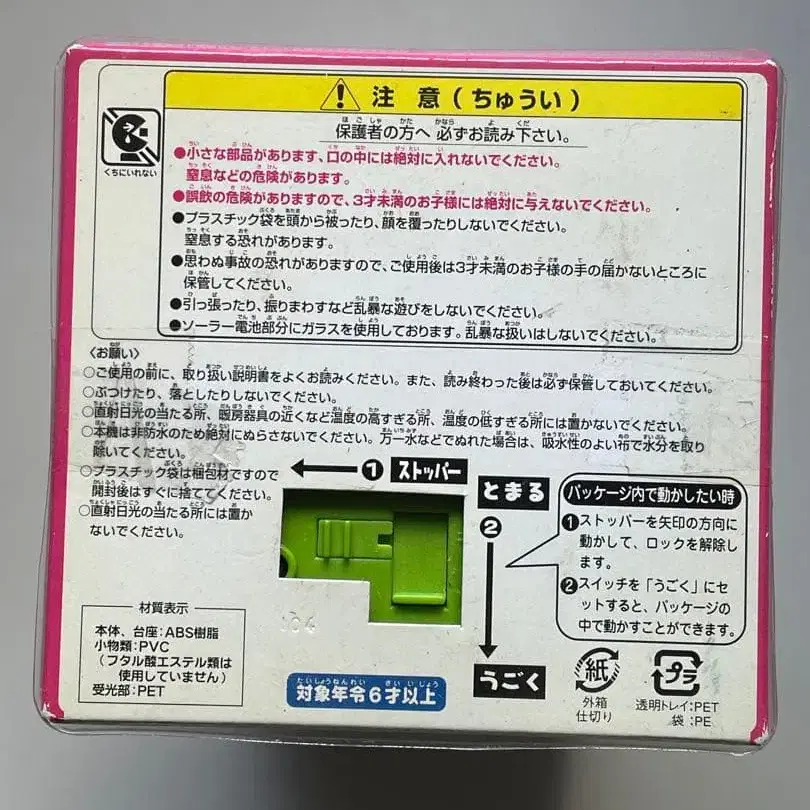 注意(ちゅうい)
くちにいれない
保護者の方へ 必ずお読み下さい。
●小さな部品があります、口の中には絶対に入れないでください。
窒息などの危険があります。
●誤飲の危険がありますので、3才未満のお子様には絶対に与えないでください。
●プラスチック袋を頭から被ったり、顔を覆ったりしないでください。
窒息する恐れがあります。
●思わぬ事故の恐れがありますので、ご使用後は3才未満のお子様の手の届かないところに
保管してください。
●引っ張ったり、振りまわすなど乱暴な遊びをしないでください。
●ソーラー電池部分にガラスを使用しております。乱暴な扱いはしないでください。
〈お願い〉
○ご使用の前に、取り扱い説明書をよくお読みください。また、読み終わった後は必ず保管しておいてください。
○ぶつけたり、落としたりしないでください。
○直射日光の当たる所、暖房器具の近くなど温度の高すぎる所、温度の低すぎる所には置かないでください。
○本機は非防水のため絶対にぬらさないでください。万一水などでぬれた場合は、吸水性のよい布で水分を取り
除いてください。
○プラスチック袋は梱包材ですので
開封後はすぐに捨ててください。
○直射日光の当たる所には置か
ないでください。
①ストッパー
とまる
②
うごく
パッケージ内で動かしたい時
❶ストッパーを矢印の方向に
動かして、ロックを解除し
ます。
❷スイッチを「うごく」にセ
ットすると、パッケージの
中で動かすことができます。
材質表示
本体、台座:ABS樹脂
小物類:PVC
(フタル酸エステル類は
使用していません)
受光部:PET
たいしょうねんれい さい いじょう
対象年令6才以上
紙
外箱
仕切り
プラ
透明トレイ:PET
袋:PE